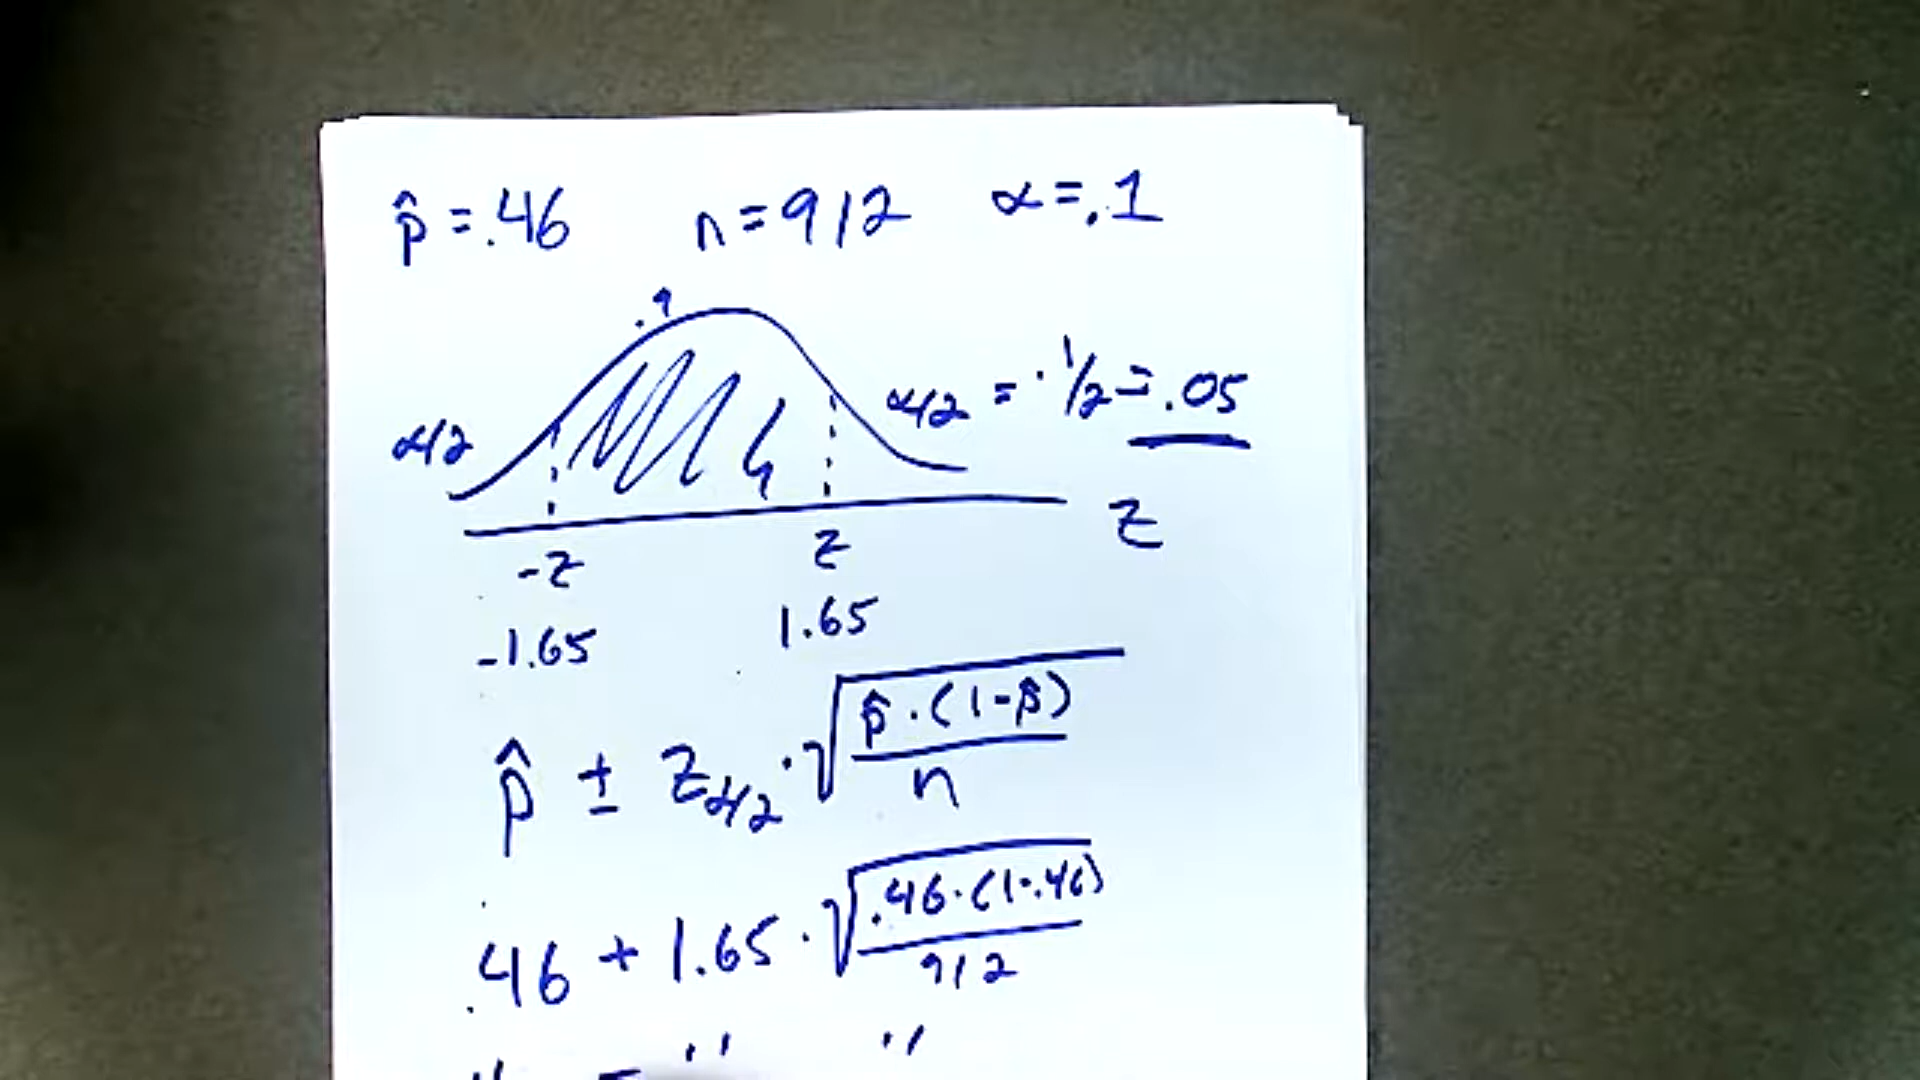 p̂ = .46 n = 912 α = .1
.9
α/2 α/2 = .1/2 = .05
-z z z
-1.65 1.65
p̂ ± zα/2 · √(p̂ · (1-p̂) / n)
.46 + 1.65 · √(.46 · (1-.46) / 912)
" "